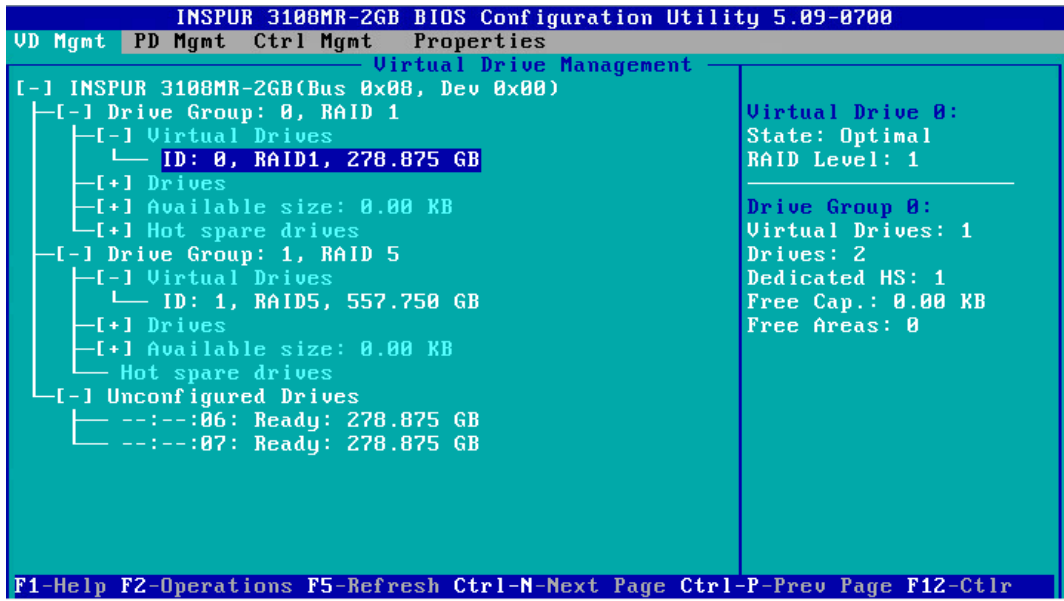 INSPUR 3108MR-2GB BIOS Configuration Utility 5.09-0700
VD Mgmt PD Mgmt Ctrl Mgmt Properties
Virtual Drive Management
[-] INSPUR 3108MR-2GB(Bus 0x08, Dev 0x00)
[-] Drive Group: 0, RAID 1
[-] Virtual Drives
ID: 0, RAID1, 278.875 GB
[+] Drives
[+] Available size: 0.00 KB
[+] Hot spare drives
[-] Drive Group: 1, RAID 5
[-] Virtual Drives
ID: 1, RAID5, 557.750 GB
[+] Drives
[+] Available size: 0.00 KB
Hot spare drives
[-] Unconfigured Drives
--:--:06: Ready: 278.875 GB
--:--:07: Ready: 278.875 GB
Virtual Drive 0:
State: Optimal
RAID Level: 1
Drive Group 0:
Virtual Drives: 1
Drives: 2
Dedicated HS: 1
Free Cap.: 0.00 KB
Free Areas: 0
F1-Help F2-Operations F5-Refresh Ctrl-N-Next Page Ctrl-P-Prev Page F12-Ctlr